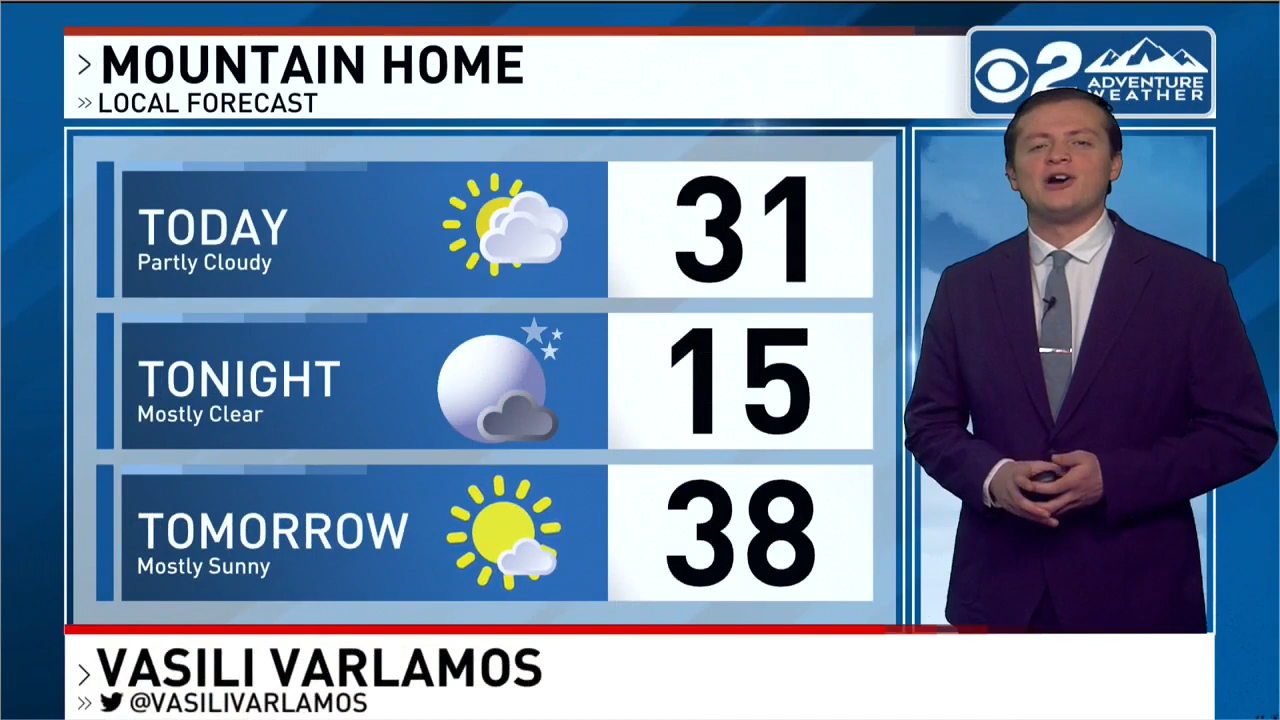 MOUNTAIN HOME
LOCAL FORECAST
2 ADVENTURE
WEATHER
TODAY
Partly Cloudy
31
TONIGHT
Mostly Clear
15
TOMORROW
Mostly Sunny
38
VASILI VARLAMOS
@VASILIVARLAMOS